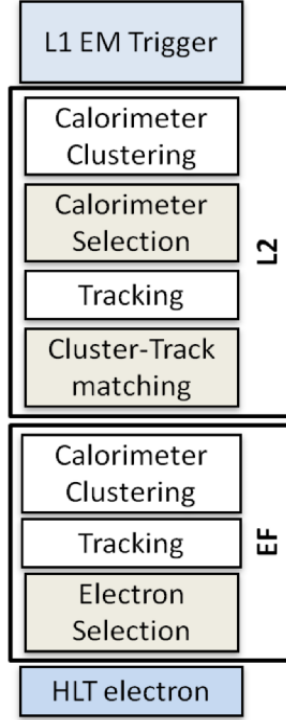 L1 EM Trigger
Calorimeter
Clustering
Calorimeter
Selection
Tracking
Cluster-Track
matching
L2
Calorimeter
Clustering
Tracking
Electron
Selection
EF
HLT electron